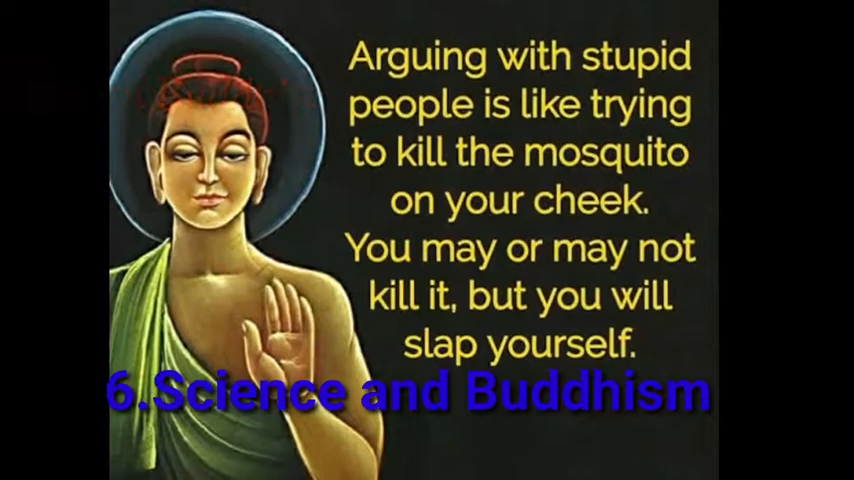 Arguing with stupid
people is like trying
to kill the mosquito
on your cheek.
You may or may not
kill it, but you will
slap yourself.
6.Science and Buddhism